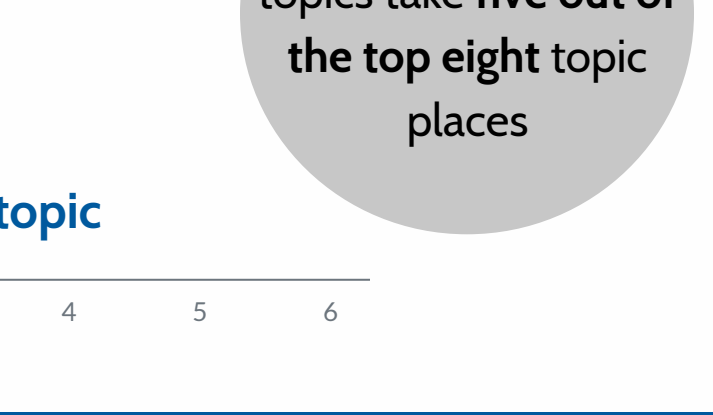 topics take five out of
the top eight topic
places
topic
4 5 6